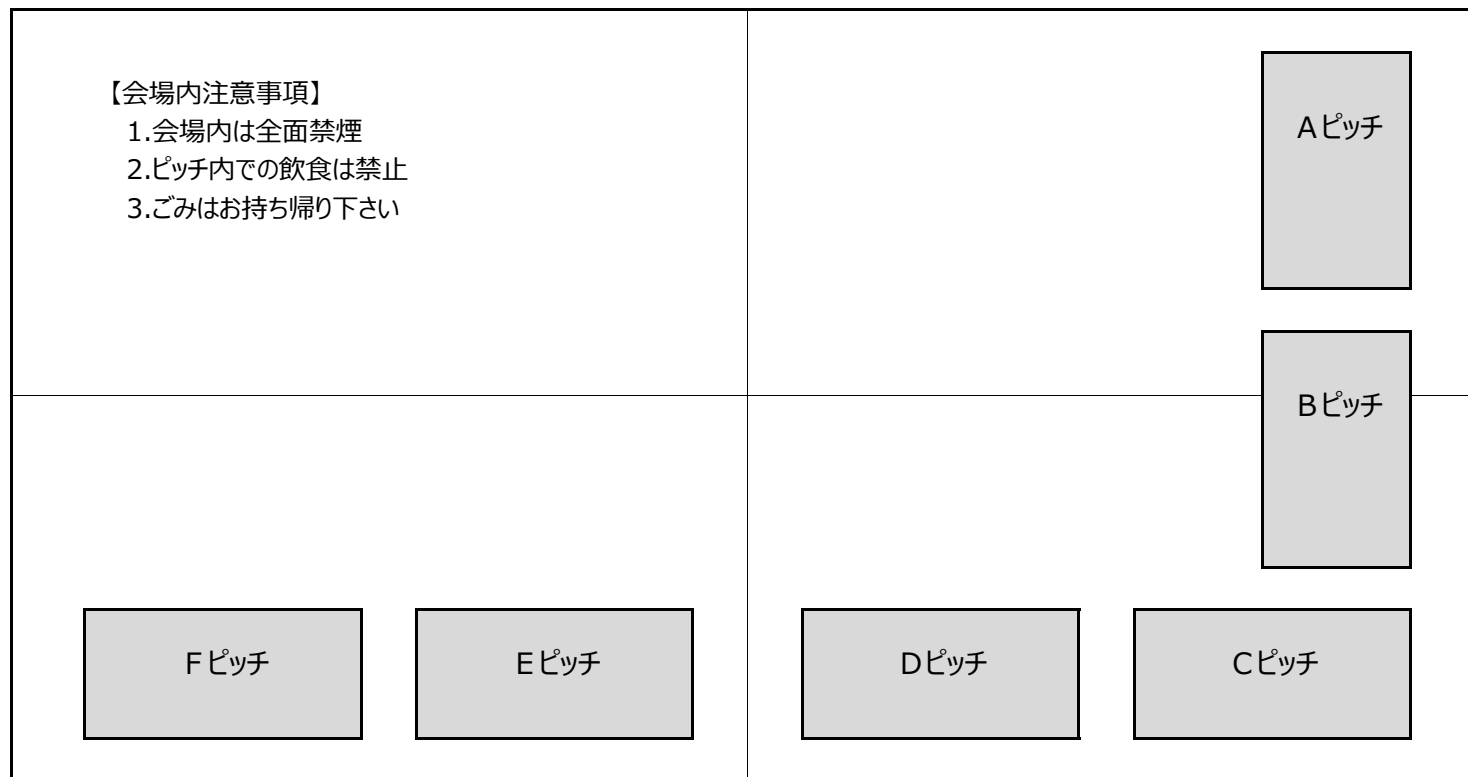 【会場内注意事項】
1.会場内は全面禁煙
2.ピッチ内での飲食は禁止
3.ごみはお持ち帰り下さい
Aピッチ
Bピッチ
Fピッチ
Eピッチ
Dピッチ
Cピッチ